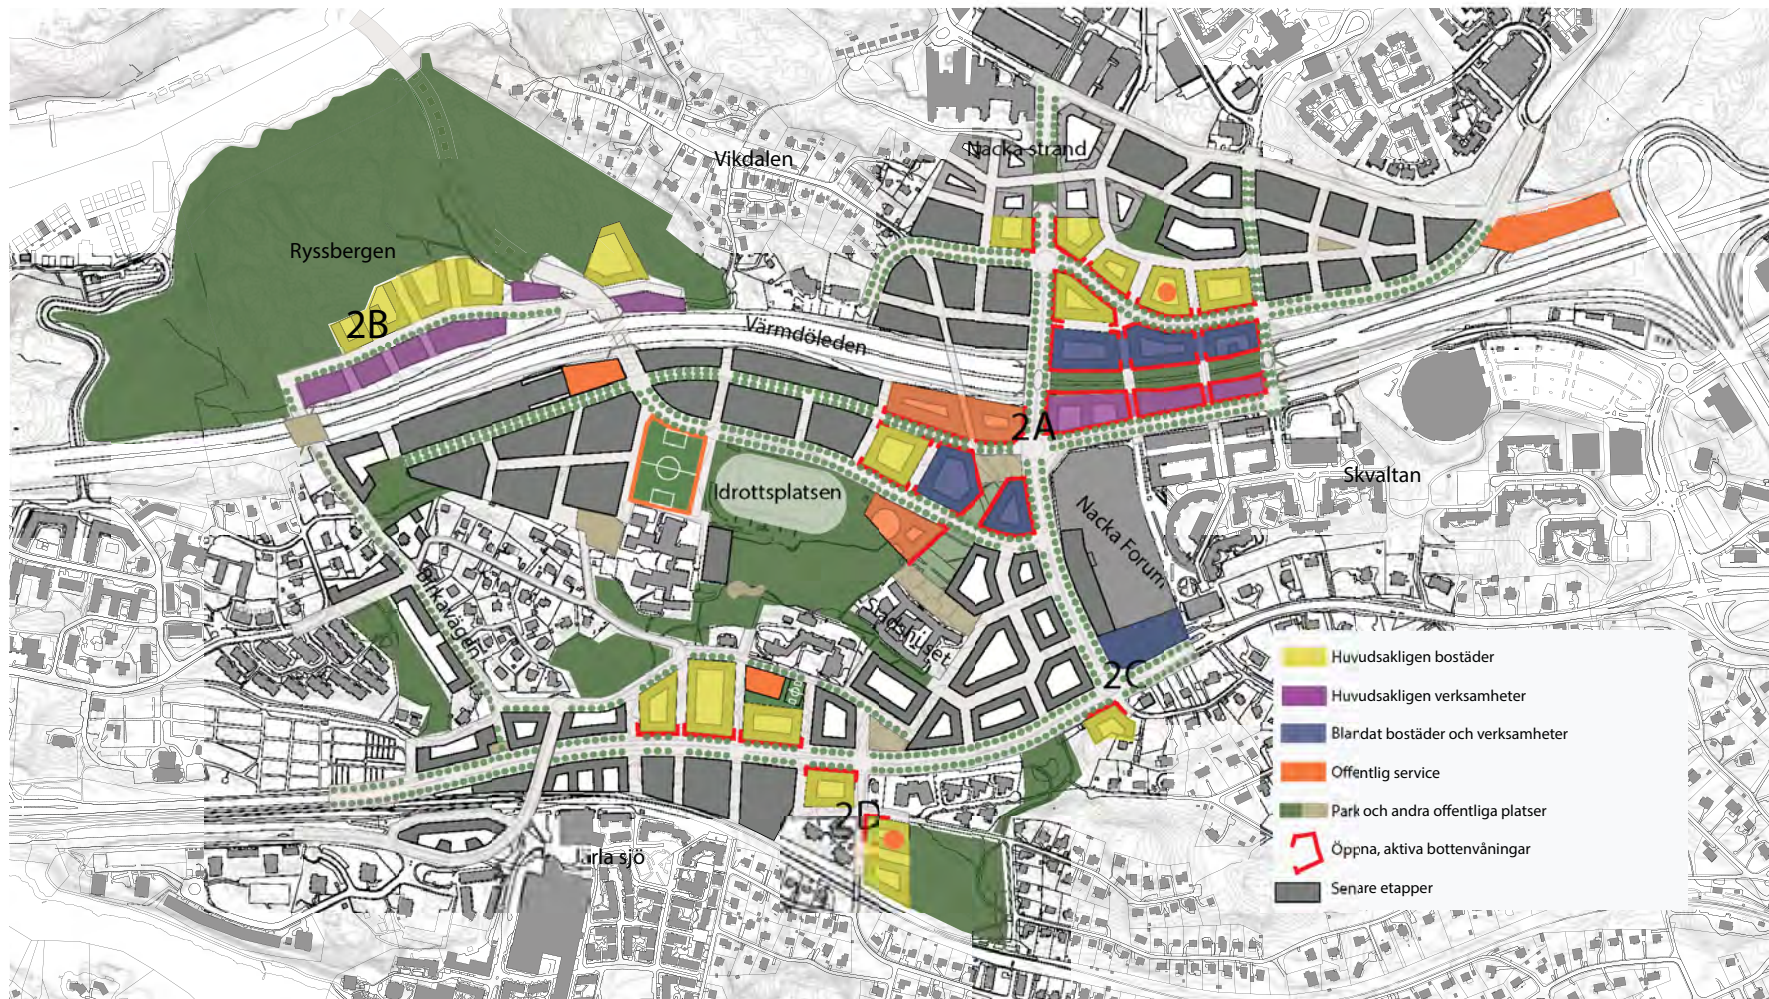 Vikdalen
Nacka strand
Ryssbergen
2B
Värmdöleden
2A
Skvaltan
Idrottsplatsen
Nacka Forum
Birkavägen
Stadshuset
2C
2D
rla sjö
Huvudsakligen bostäder
Huvudsakligen verksamheter
Blandat bostäder och verksamheter
Offentlig service
Park och andra offentliga platser
Öppna, aktiva bottenvåningar
Senare etapper